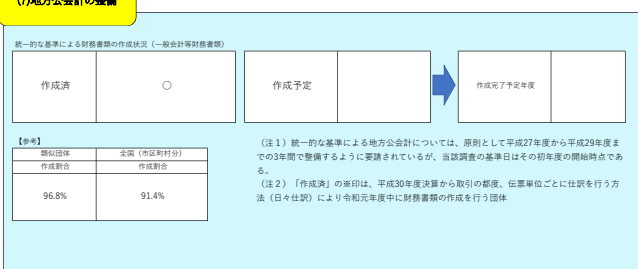 (7)地方公会計の整備
統一的な基準による財務書類の作成状況（一般会計等財務書類）
作成済 ○ 作成予定 作成完了予定年度
【参考】
類似団体 全国（市区町村分）
作成割合 作成割合
96.8% 91.4%
（注１）統一的な基準による地方公会計については、原則として平成27年度から平成29年度ま
での3年間で整備するように要請されているが、当該調査の基準日はその初年度の開始時点であ
る。
（注２）「作成済」の※印は、平成30年度決算から取引の都度、伝票単位ごとに仕訳を行う方
法（日々仕訳）により令和元年度中に財務書類の作成を行う団体